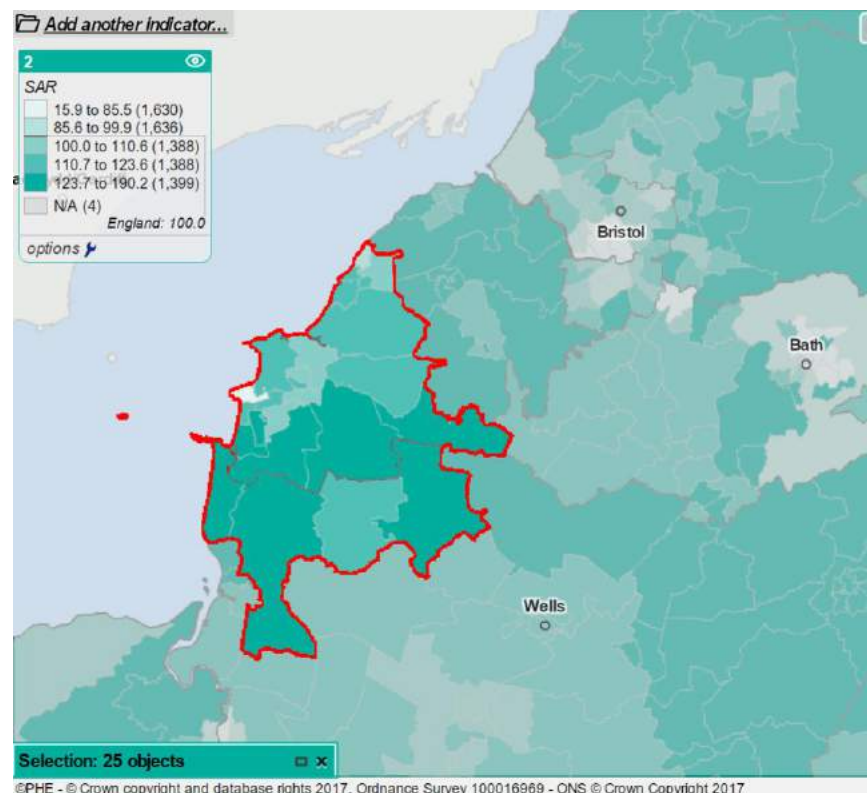 Add another indicator...
2
SAR
15.9 to 85.5 (1,630)
85.6 to 99.9 (1,636)
100.0 to 110.6 (1,388)
110.7 to 123.6 (1,388)
123.7 to 190.2 (1,399)
N/A (4)
England: 100.0
options
Bristol
Bath
Wells
Selection: 25 objects
©PHE - © Crown copyright and database rights 2017, Ordnance Survey 100016969 - ONS © Crown Copyright 2017